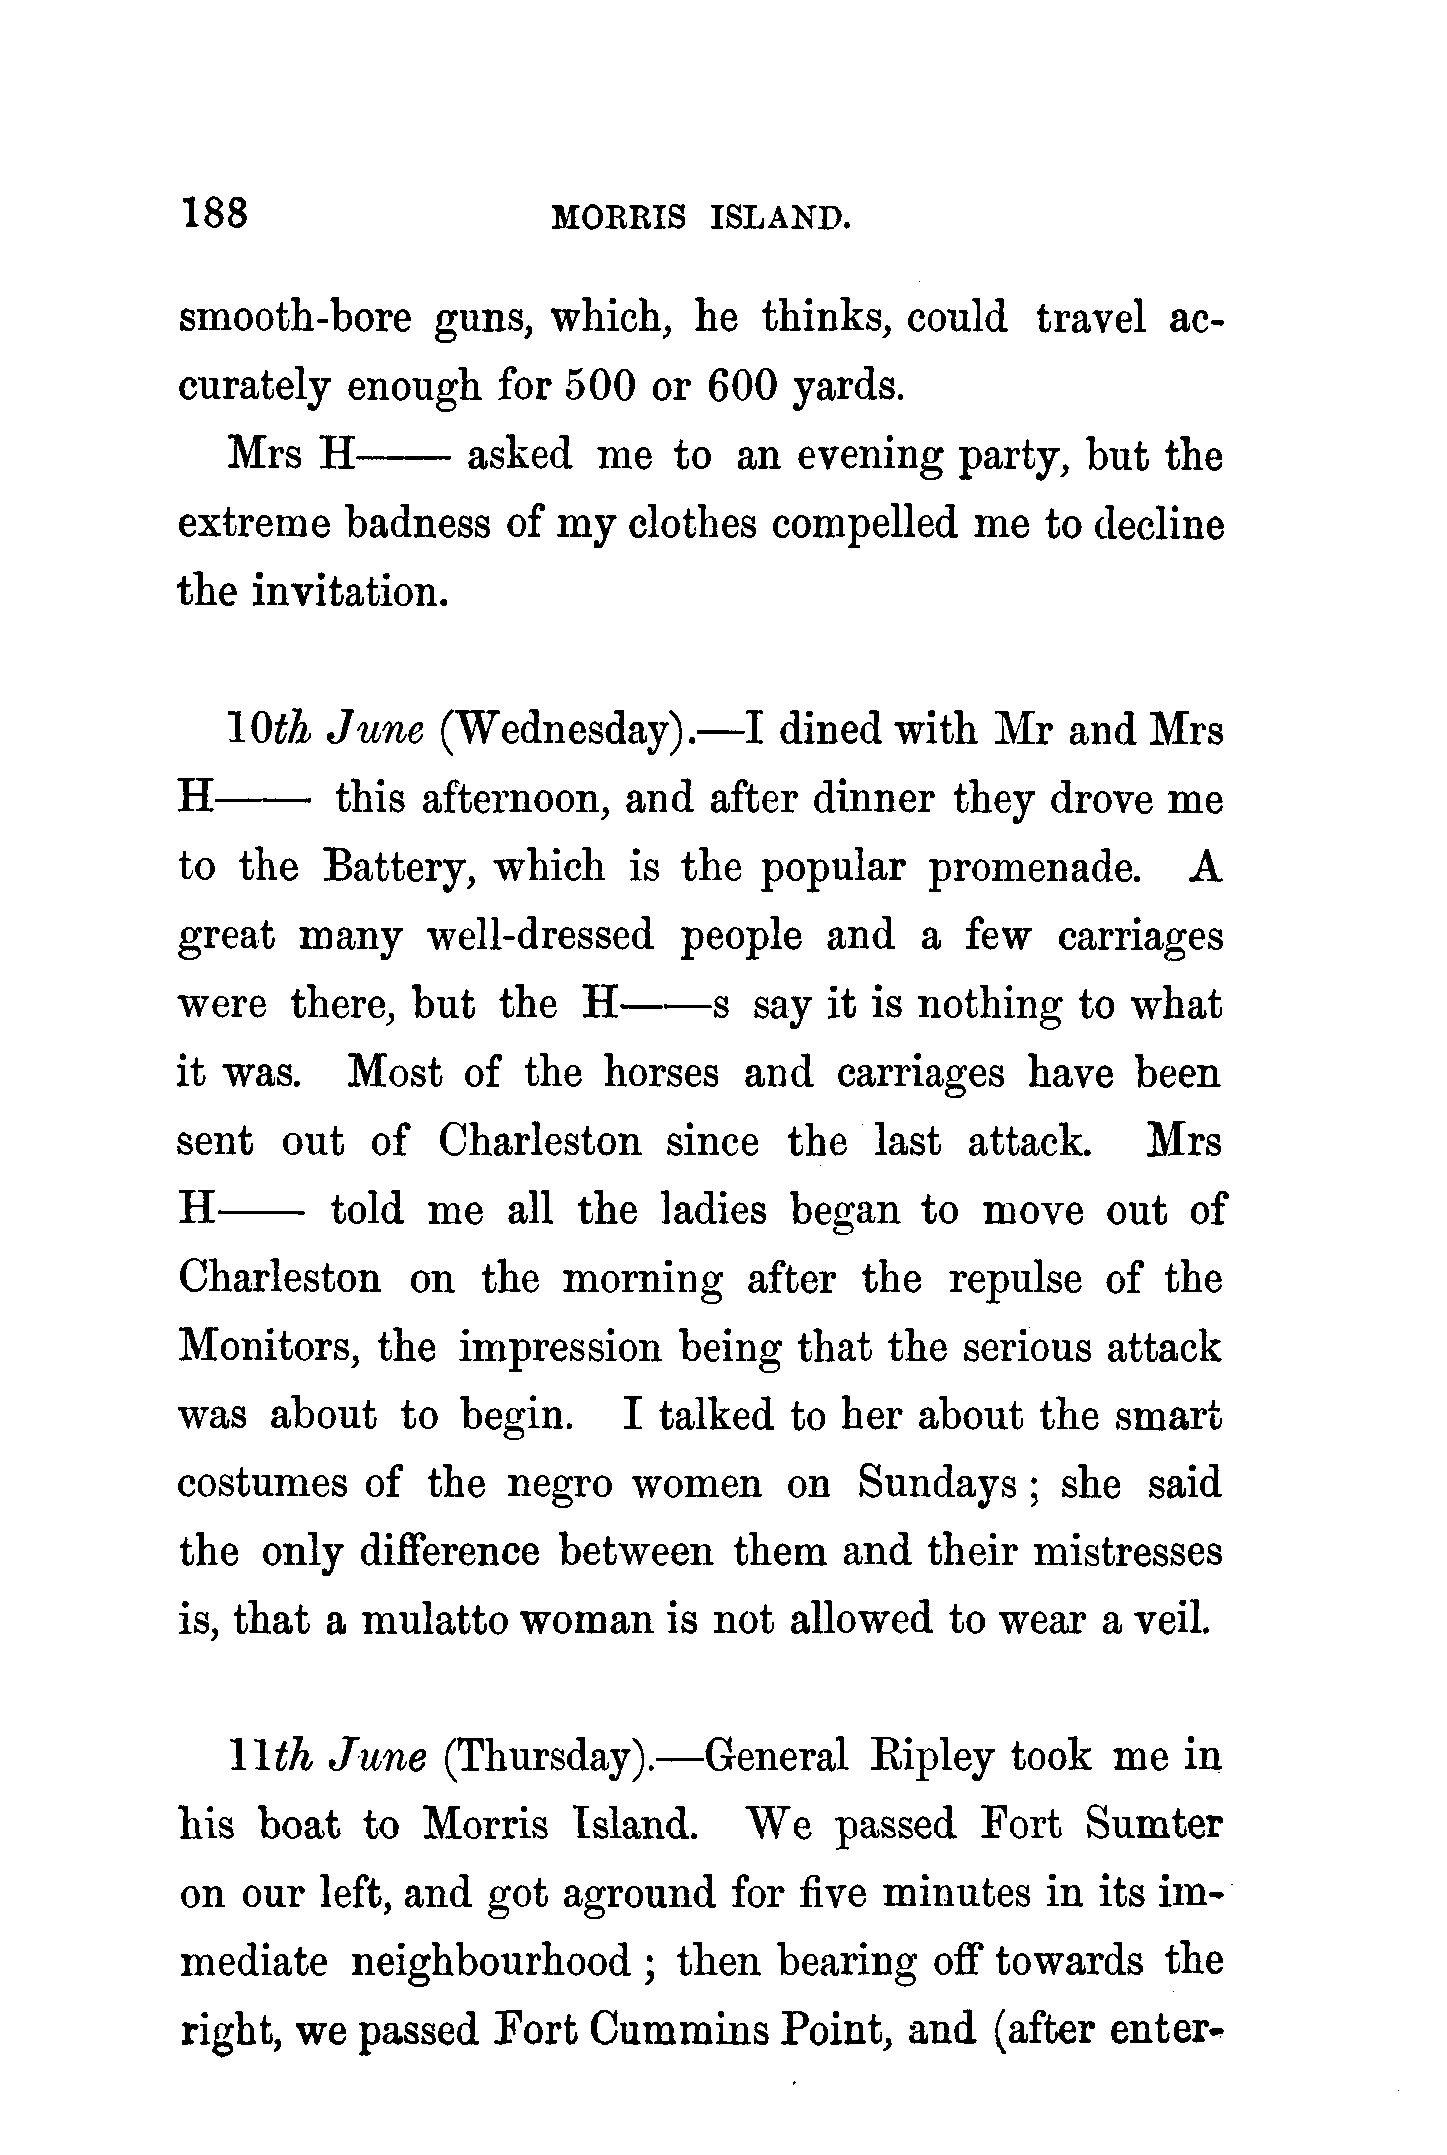 188 MORRIS ISLAND.
smooth-bore guns, which, he thinks, could travel ac-
curately enough for 500 or 600 yards.
Mrs H—— asked me to an evening party, but the
extreme badness of my clothes compelled me to decline
the invitation.
10th June (Wednesday).—I dined with Mr and Mrs
H—— this afternoon, and after dinner they drove me
to the Battery, which is the popular promenade. A
great many well-dressed people and a few carriages
were there, but the H——s say it is nothing to what
it was. Most of the horses and carriages have been
sent out of Charleston since the last attack. Mrs
H—— told me all the ladies began to move out of
Charleston on the morning after the repulse of the
Monitors, the impression being that the serious attack
was about to begin. I talked to her about the smart
costumes of the negro women on Sundays ; she said
the only difference between them and their mistresses
is, that a mulatto woman is not allowed to wear a veil.
11th June (Thursday).—General Ripley took me in
his boat to Morris Island. We passed Fort Sumter
on our left, and got aground for five minutes in its im-
mediate neighbourhood ; then bearing off towards the
right, we passed Fort Cummins Point, and (after enter-